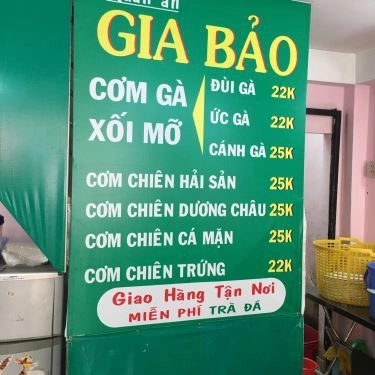 Quán ăn
GIA BẢO
CƠM GÀ XỐI MỠ
ĐÙI GÀ 22K
ỨC GÀ 22K
CÁNH GÀ 25K
CƠM CHIÊN HẢI SẢN 25K
CƠM CHIÊN DƯƠNG CHÂU 25K
CƠM CHIÊN CÁ MẶN 25K
CƠM CHIÊN TRỨNG 22K
Giao Hàng Tận Nơi
MIỄN PHÍ TRÀ ĐÁ